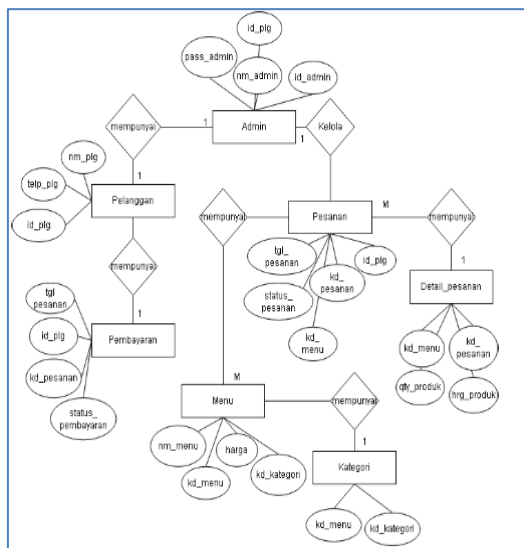 id_plg
pass_admin
nm_admin
id_admin
mempunyai
1
Admin
1
Kelola
nm_plg
1
telp_plg
Pelanggan
id_plg
mempunyai
Pesanan
M
mempunyai
mempunyai
tgl_
pesanan
kd_
pesanan
id_plg
status_
pesanan
kd_
menu
1
Detail_pesanan
tgl_
pesanan
1
id_plg
Pembayaran
kd_pesanan
status_
pembayaran
kd_menu
kd_
pesanan
qty_produk
hrg_produk
M
Menu
mempunyai
nm_menu
harga
kd_menu
kd_kategori
1
Kategori
kd_menu
kd_kategori